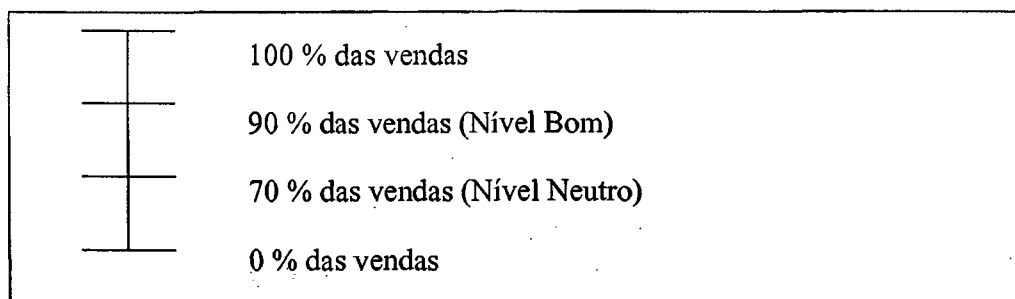 100 % das vendas
90 % das vendas (Nível Bom)
70 % das vendas (Nível Neutro)
0 % das vendas